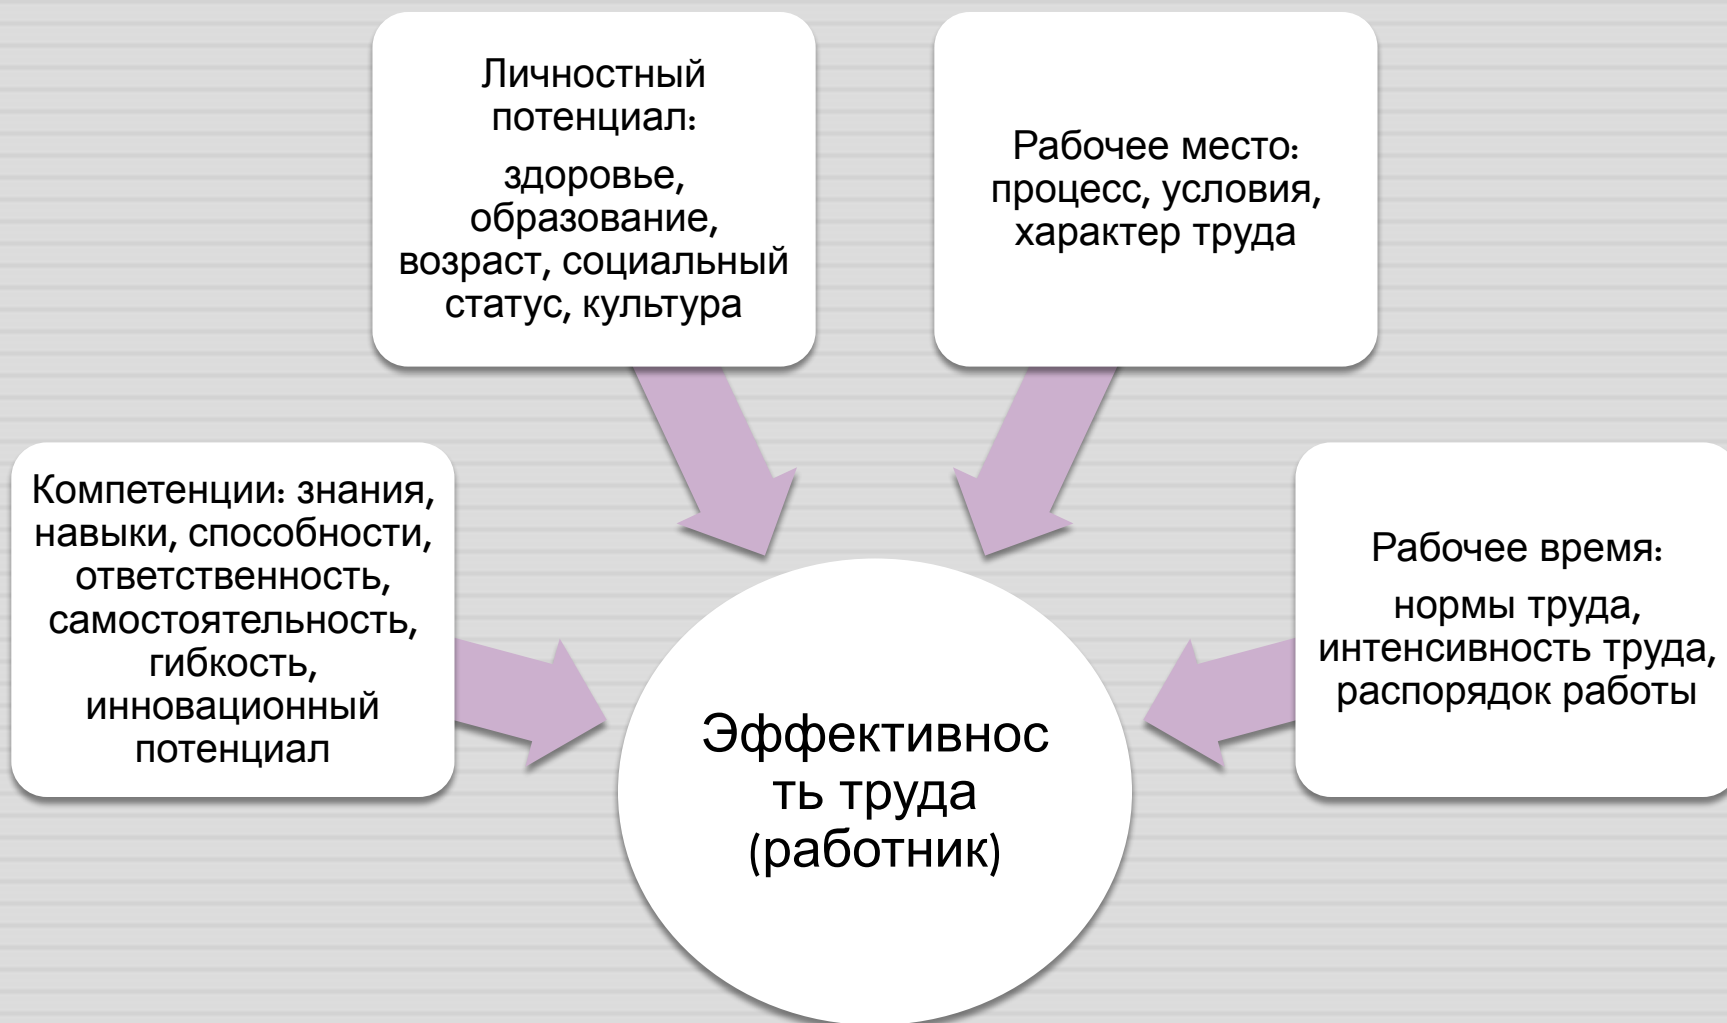 Личностный
потенциал:
здоровье,
образование,
возраст, социальный
статус, культура
Рабочее место:
процесс, условия,
характер труда
Компетенции: знания,
навыки, способности,
ответственность,
самостоятельность,
гибкость,
инновационный
потенциал
Рабочее время:
нормы труда,
интенсивность труда,
распорядок работы
Эффективнос
ть труда
(работник)